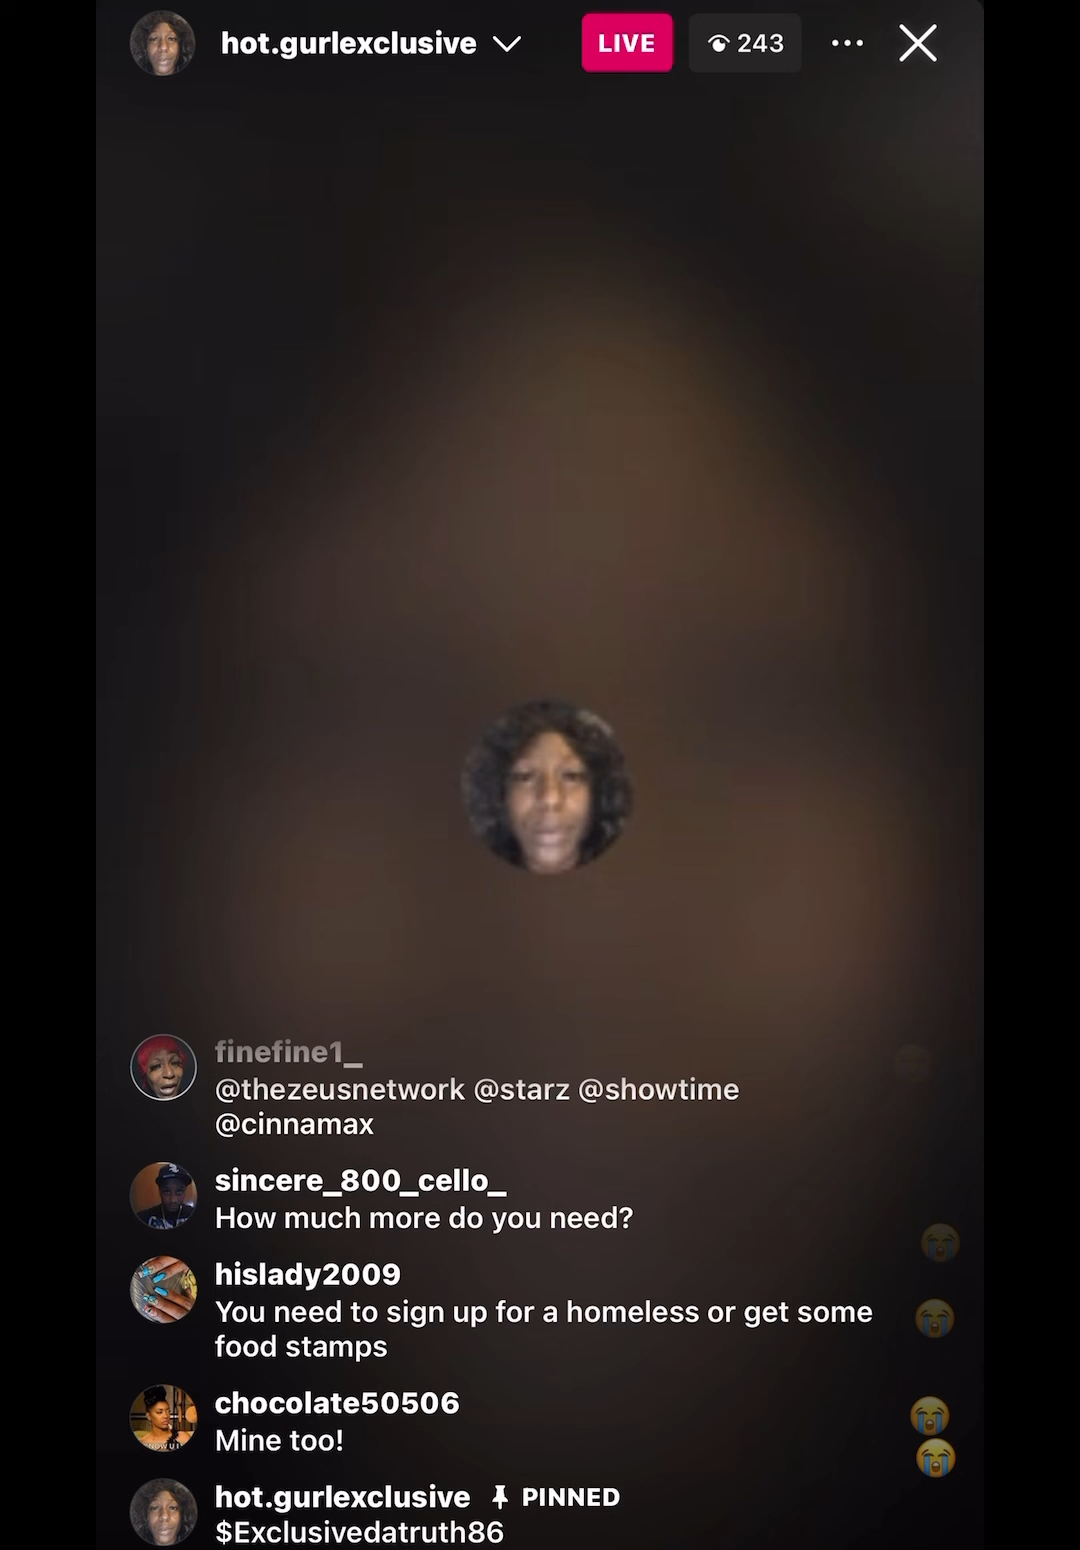 hot.gurlexclusive
LIVE
243
finefine1_
@thezeusnetwork @starz @showtime
@cinnamax
sincere_800_cello_
How much more do you need?
hislady2009
You need to sign up for a homeless or get some
food stamps
chocolate50506
Mine too!
hot.gurlexclusive PINNED
$Exclusivedatruth86